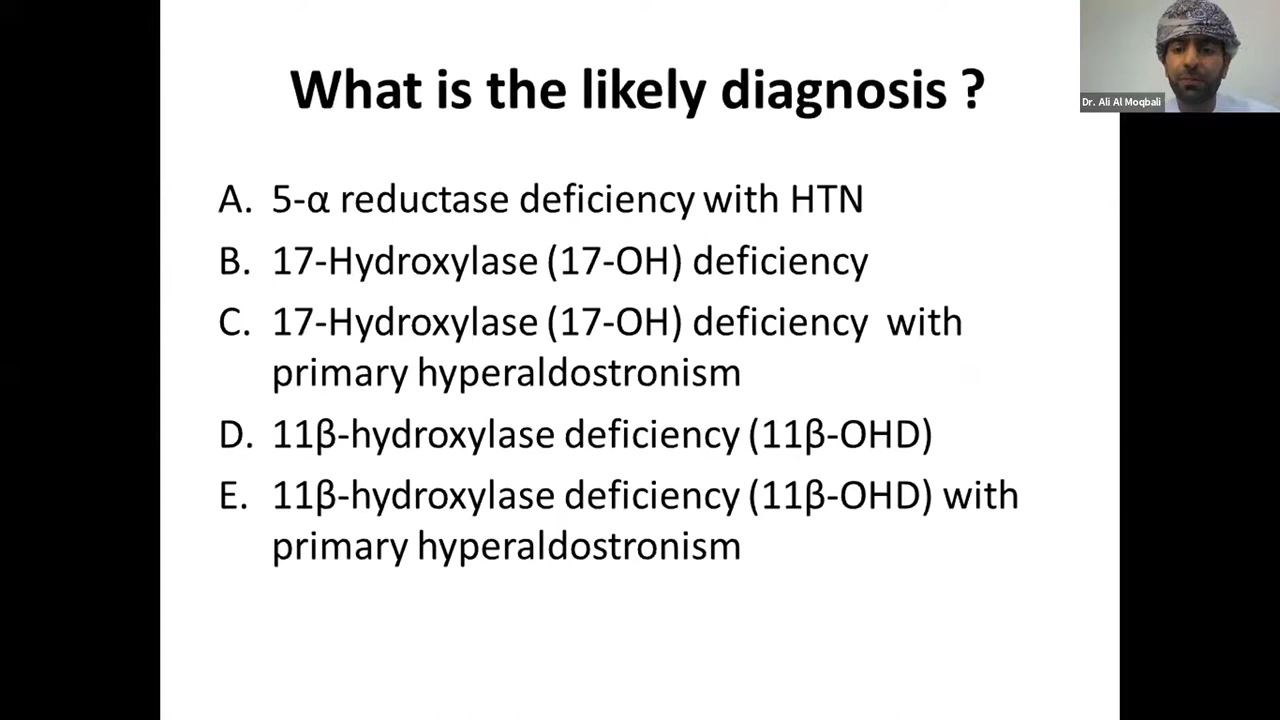 What is the likely diagnosis ?
Dr. Ali Al Moqbali
A. 5-α reductase deficiency with HTN
B. 17-Hydroxylase (17-OH) deficiency
C. 17-Hydroxylase (17-OH) deficiency with
primary hyperaldostronism
D. 11β-hydroxylase deficiency (11β-OHD)
E. 11β-hydroxylase deficiency (11β-OHD) with
primary hyperaldostronism